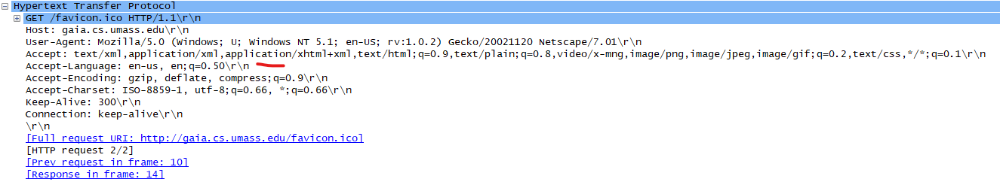 Hypertext Transfer Protocol
GET /favicon.ico HTTP/1.1\r\n
Host: gaia.cs.umass.edu\r\n
User-Agent: Mozilla/5.0 (Windows; U; Windows NT 5.1; en-US; rv:1.0.2) Gecko/20021120 Netscape/7.01\r\n
Accept: text/xml,application/xml,application/xhtml+xml,text/html;q=0.9,text/plain;q=0.8,video/x-mng,image/png,image/jpeg,image/gif;q=0.2,text/css,*/*;q=0.1\r\n
Accept-Language: en-us, en;q=0.50\r\n
Accept-Encoding: gzip, deflate, compress;q=0.9\r\n
Accept-Charset: ISO-8859-1, utf-8;q=0.66, *;q=0.66\r\n
Keep-Alive: 300\r\n
Connection: keep-alive\r\n
\r\n
[Full request URI: http://gaia.cs.umass.edu/favicon.ico]
[HTTP request 2/2]
[Prev request in frame: 10]
[Response in frame: 14]